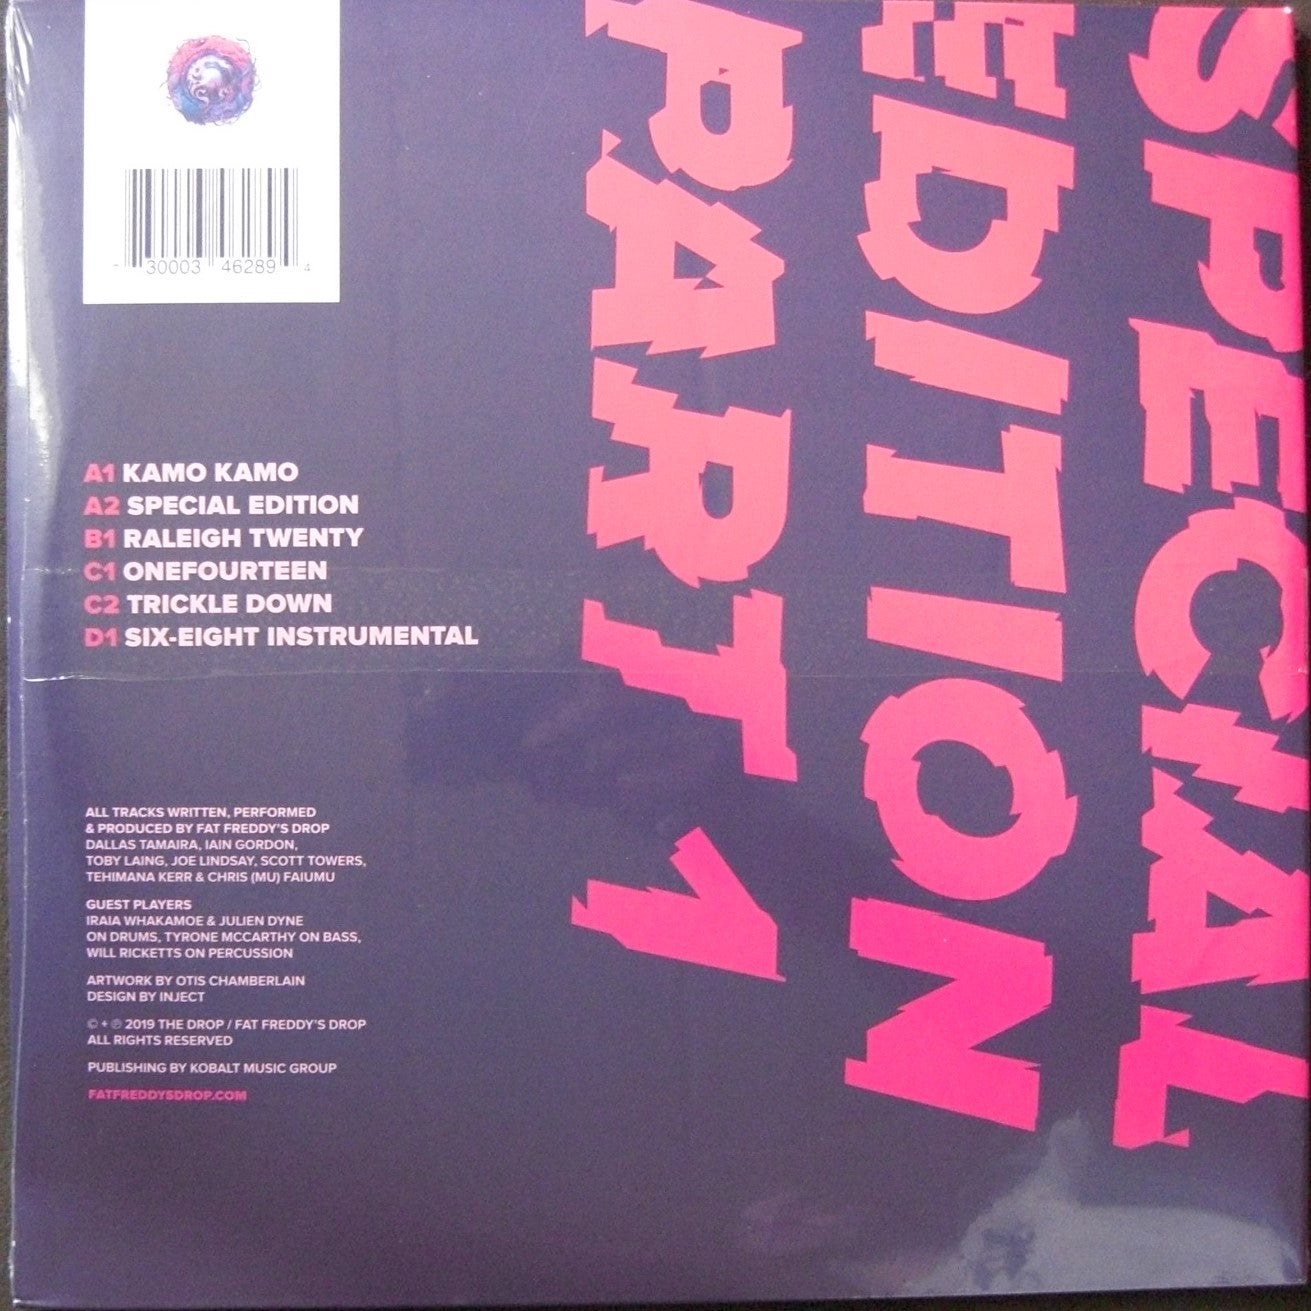 SPECIAL
EDITION
PART 1
30003 46289 4
A1 KAMO KAMO
A2 SPECIAL EDITION
B1 RALEIGH TWENTY
C1 ONEFOURTEEN
C2 TRICKLE DOWN
D1 SIX-EIGHT INSTRUMENTAL
ALL TRACKS WRITTEN, PERFORMED
& PRODUCED BY FAT FREDDY'S DROP
DALLAS TAMAIRA, IAIN GORDON,
TOBY LAING, JOE LINDSAY, SCOTT TOWERS,
TEHIMANA KERR & CHRIS (MU) FAIUMU
GUEST PLAYERS
IRAIA WHAKAMOE & JULIEN DYNE
ON DRUMS, TYRONE MCCARTHY ON BASS,
WILL RICKETTS ON PERCUSSION
ARTWORK BY OTIS CHAMBERLAIN
DESIGN BY INJECT
© + ℗ 2019 THE DROP / FAT FREDDY'S DROP
ALL RIGHTS RESERVED
PUBLISHING BY KOBALT MUSIC GROUP
FATFREDDYSDROP.COM